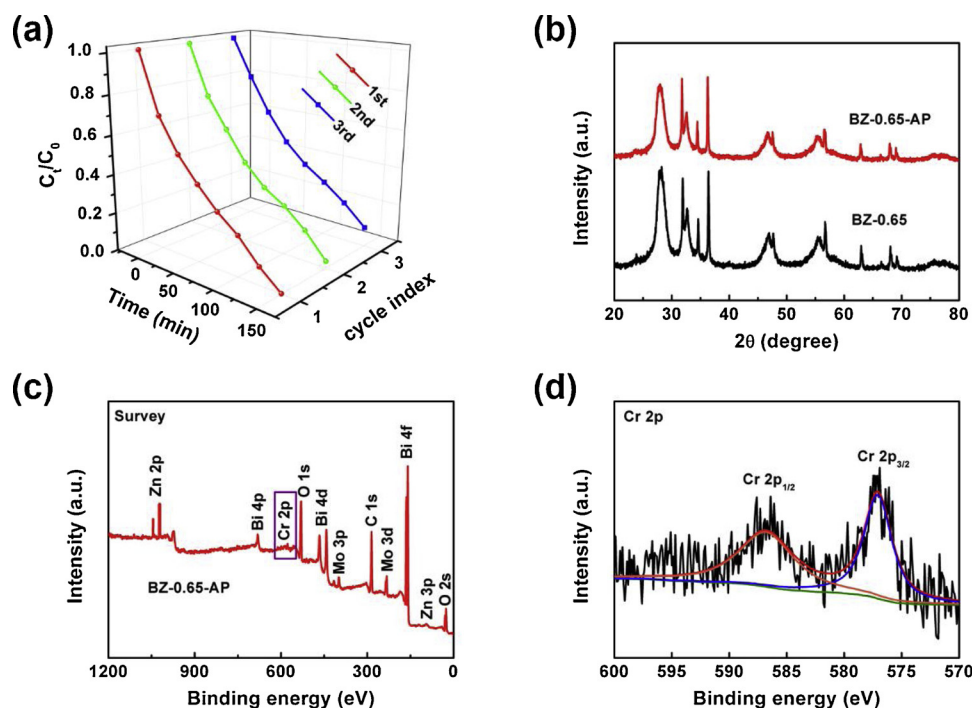 (a)
1.0
0.8
0.6
0.4
0.2
0.0
Ct/C0
0
50
100
150
Time (min)
1
2
3
cycle index
1st
2nd
3rd
(b)
Intensity (a.u.)
BZ-0.65-AP
BZ-0.65
20 30 40 50 60 70 80
2θ (degree)
(c)
Survey
Intensity (a.u.)
Zn 2p
Bi 4p
Cr 2p
O 1s
Bi 4d
Mo 3p
C 1s
Mo 3d
Bi 4f
Zn 3p
O 2s
BZ-0.65-AP
1200 900 600 300 0
Binding energy (eV)
(d)
Cr 2p
Intensity (a.u.)
Cr 2p1/2
Cr 2p3/2
600 595 590 585 580 575 570
Binding energy (eV)